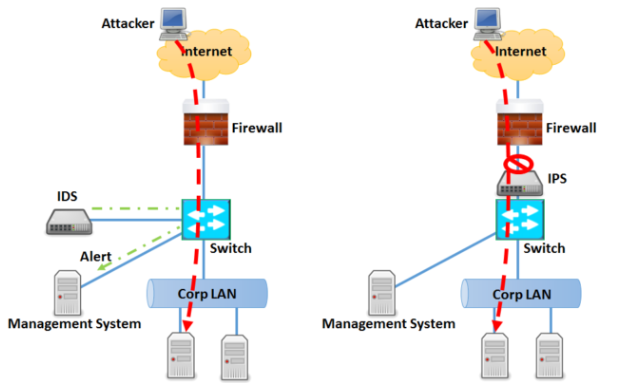 Attacker
Internet
Firewall
IDS
Switch
Alert
Corp LAN
Management System
Attacker
Internet
Firewall
IPS
Switch
Corp LAN
Management System